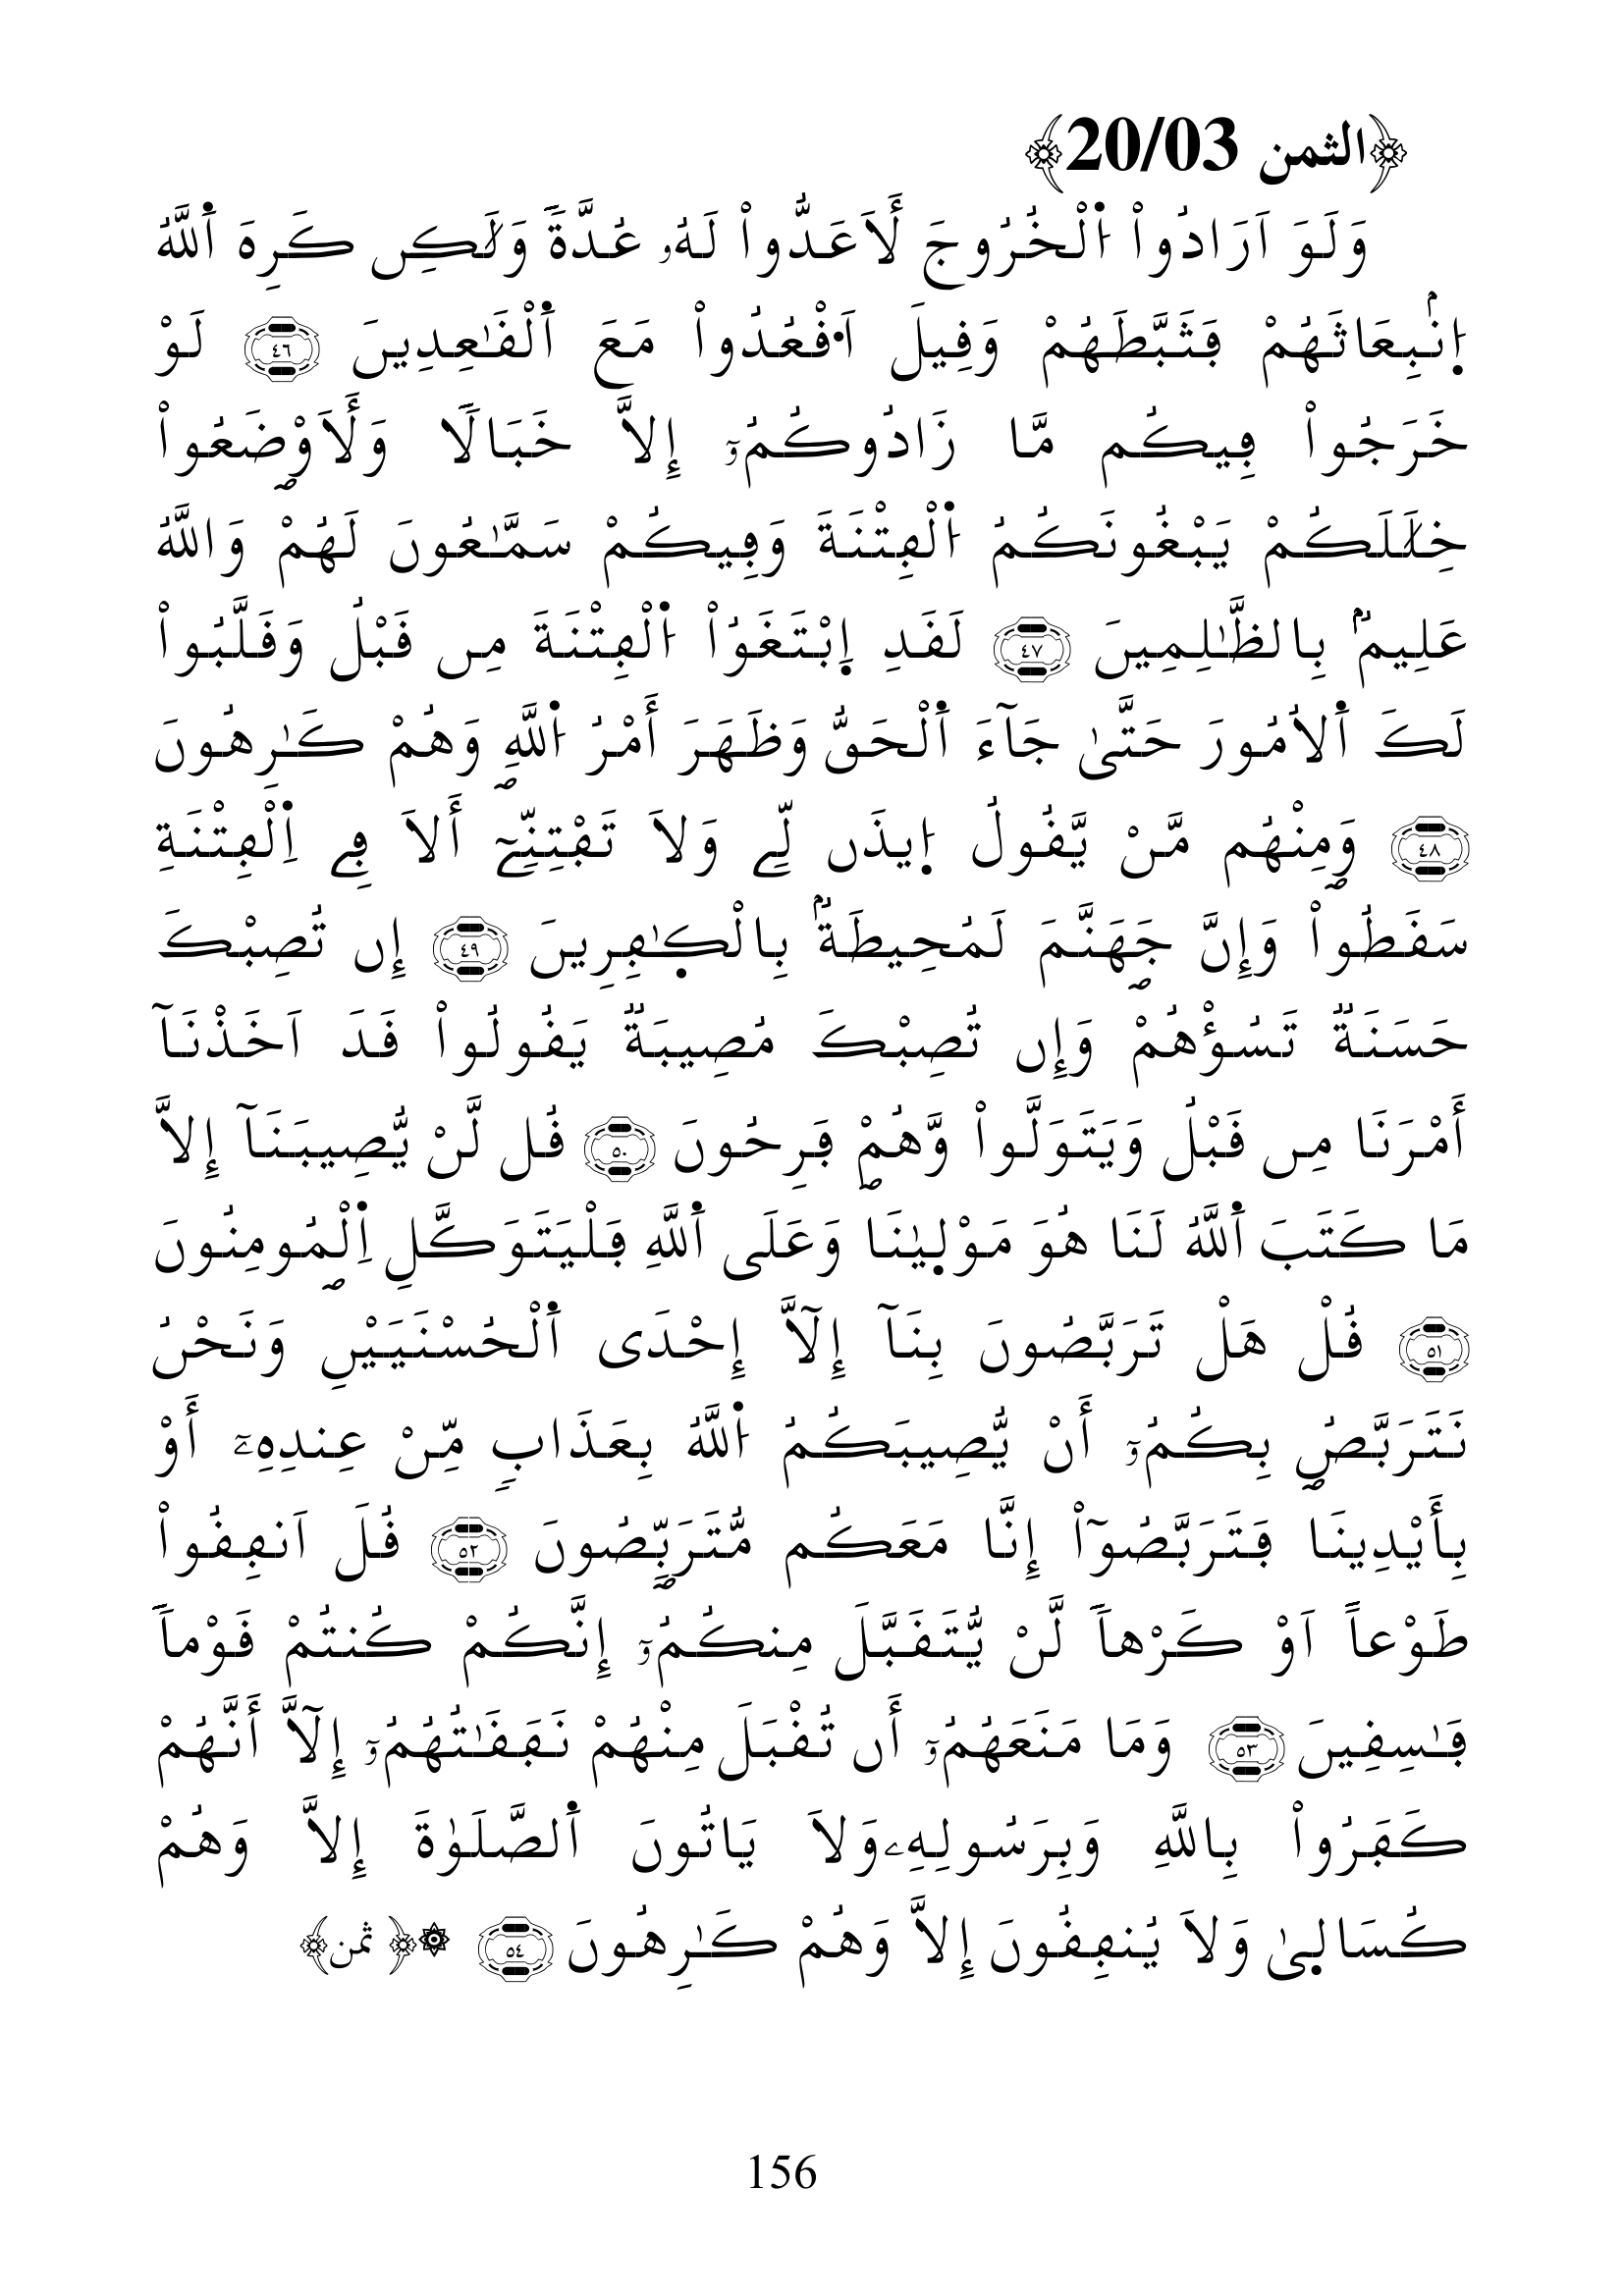 ﴿الثمن 20/03﴾
وَلَوَ اَرَادُواْ اُ۬لْخُرُوجَ لَأَعَدُّواْ لَهُۥ عُدَّةٗ وَلَٰكِن كَرِهَ اَ۬للَّهُ
اِ۪نۢبِعَاثَهُمْ فَثَبَّطَهُمْ وَقِيلَ اَ۟قْعُدُواْ مَعَ اَ۬لْقَٰعِدِينَ ٤٦ لَوْ
خَرَجُواْ فِيكُم مَّا زَادُوكُمُۥٓ إِلَّا خَبَالٗا وَلَأَوْضَعُواْ
خِلَٰلَكُمْ يَبْغُونَكُمُ اُ۬لْفِتْنَةَ وَفِيكُمْ سَمَّٰعُونَ لَهُمْ وَاللَّهُ
عَلِيمُۢ بِالظَّٰلِمِينَ ٤٧ لَقَدِ إِ۪بْتَغَوُاْ اُ۬لْفِتْنَةَ مِن قَبْلُ وَقَلَّبُواْ
لَكَ اَ۬لُامُورَ حَتَّىٰ جَآءَ اَ۬لْحَقُّ وَظَهَرَ أَمْرُ اُ۬للَّهِ وَهُمْ كَٰرِهُونَ
٤٨ وَمِنْهُم مَّنْ يَّقُولُ اُ۪يذَن لِّے وَلَا تَفْتِنِّےٓ أَلَا فِے اِ۬لْفِتْنَةِ
سَقَطُواْ وَإِنَّ جَهَنَّمَ لَمُحِيطَةُۢ بِالْكٰ۪فِرِينَ ٤٩ إِن تُصِبْكَ
حَسَنَةٞ تَسُؤْهُمْ وَإِن تُصِبْكَ مُصِيبَةٞ يَقُولُواْ قَدَ اَخَذْنَآ
أَمْرَنَا مِن قَبْلُ وَيَتَوَلَّواْ وَّهُمْ فَرِحُونَ ٥٠ قُل لَّنْ يُّصِيبَنَآ إِلَّا
مَا كَتَبَ اَ۬للَّهُ لَنَا هُوَ مَوْل۪ىٰنَا وَعَلَى اَ۬للَّهِ فَلْيَتَوَكَّلِ اِ۬لْمُومِنُونَ
٥١ قُلْ هَلْ تَرَبَّصُونَ بِنَآ إِلَّآ إِحْدَى اَ۬لْحُسْنَيَيْنِ وَنَحْنُ
نَتَرَبَّصُ بِكُمُۥٓ أَنْ يُّصِيبَكُمُ اُ۬للَّهُ بِعَذَابٖ مِّنْ عِندِهِۦٓ أَوْ
بِأَيْدِينَا فَتَرَبَّصُوٓاْ إِنَّا مَعَكُم مُّتَرَبِّصُونَ ٥٢ قُلَ اَنفِقُواْ
طَوْعاً اَوْ كَرْهاٗ لَّنْ يُّتَقَبَّلَ مِنكُمُۥٓ إِنَّكُمْ كُنتُمْ قَوْماٗ
فَٰسِقِينَ ٥٣ وَمَا مَنَعَهُمُۥٓ أَن تُقْبَلَ مِنْهُمْ نَفَقَٰتُهُمُۥٓ إِلَّآ أَنَّهُمْ
كَفَرُواْ بِاللَّهِ وَبِرَسُولِهِۦ وَلَا يَاتُونَ اَ۬لصَّلَوٰةَ إِلَّا وَهُمْ
كُسَال۪ىٰ وَلَا يُنفِقُونَ إِلَّا وَهُمْ كَٰرِهُونَ ٥٤ ۞﴿ ثمن﴾
156